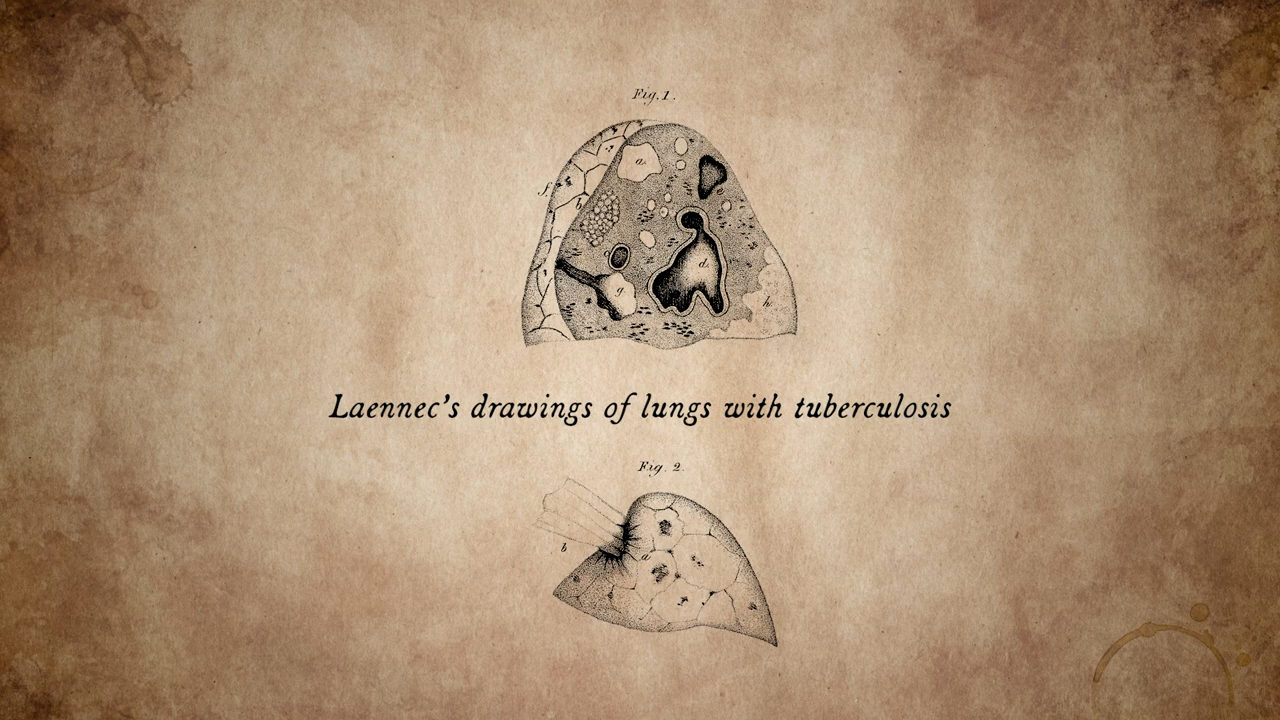 Fig. 1.
a
f
b
e
c
d
g
h
Laennec's drawings of lungs with tuberculosis
Fig. 2.
b
a